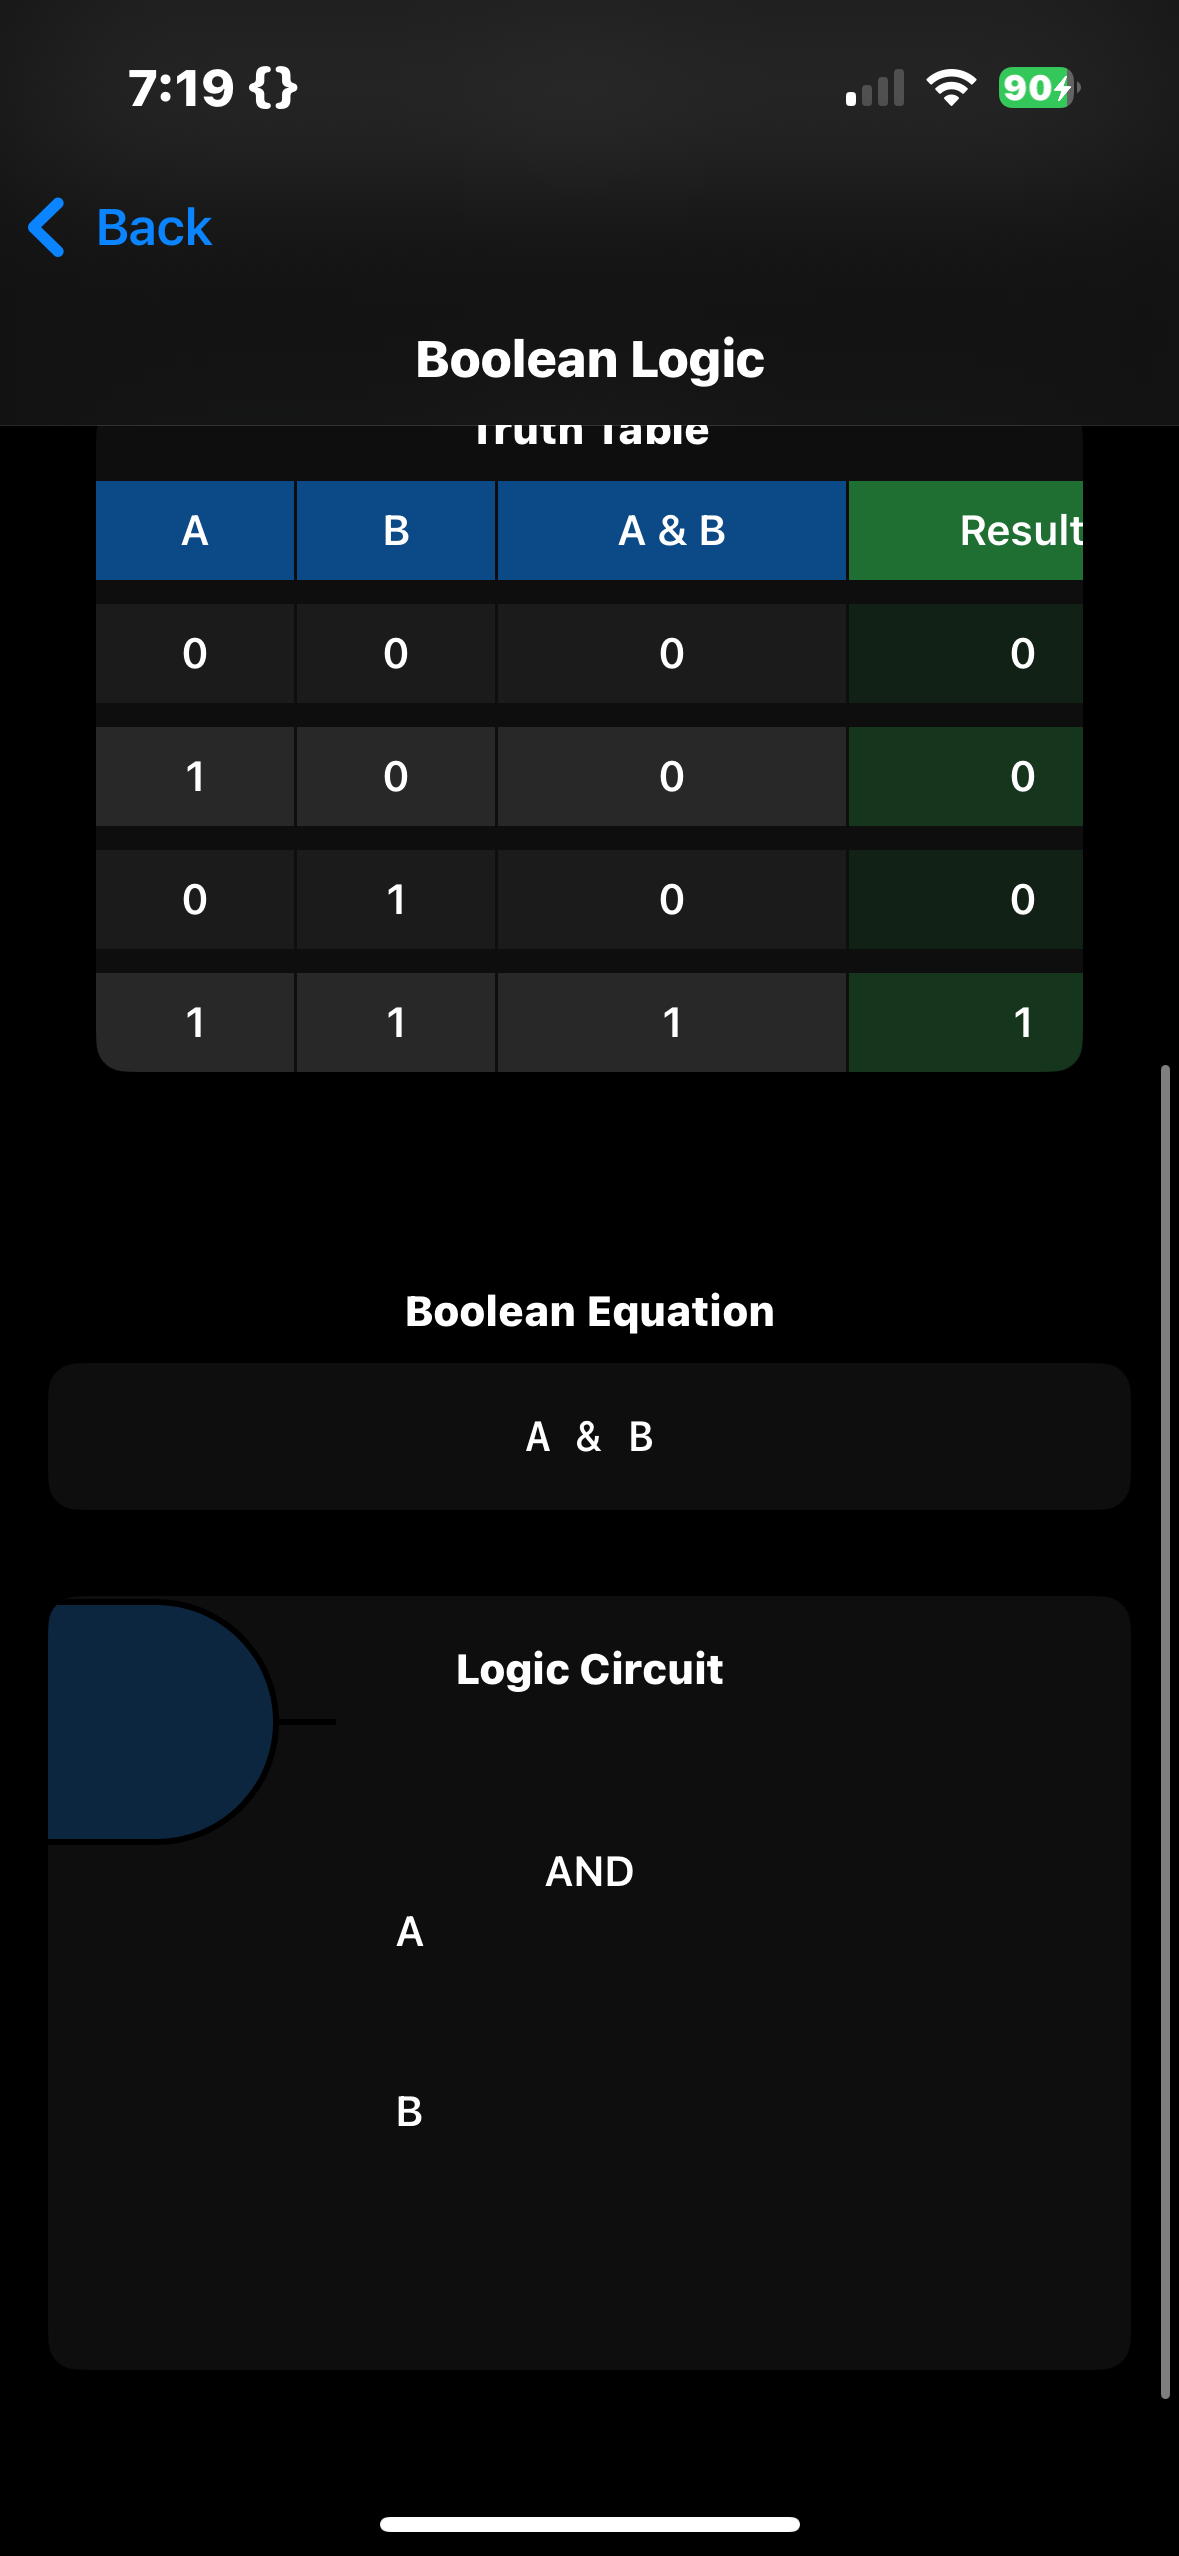 7:19 {}
90
Back
Boolean Logic
Truth Table
A B A & B Result
0 0 0 0
1 0 0 0
0 1 0 0
1 1 1 1
Boolean Equation
A & B
Logic Circuit
AND
A
B